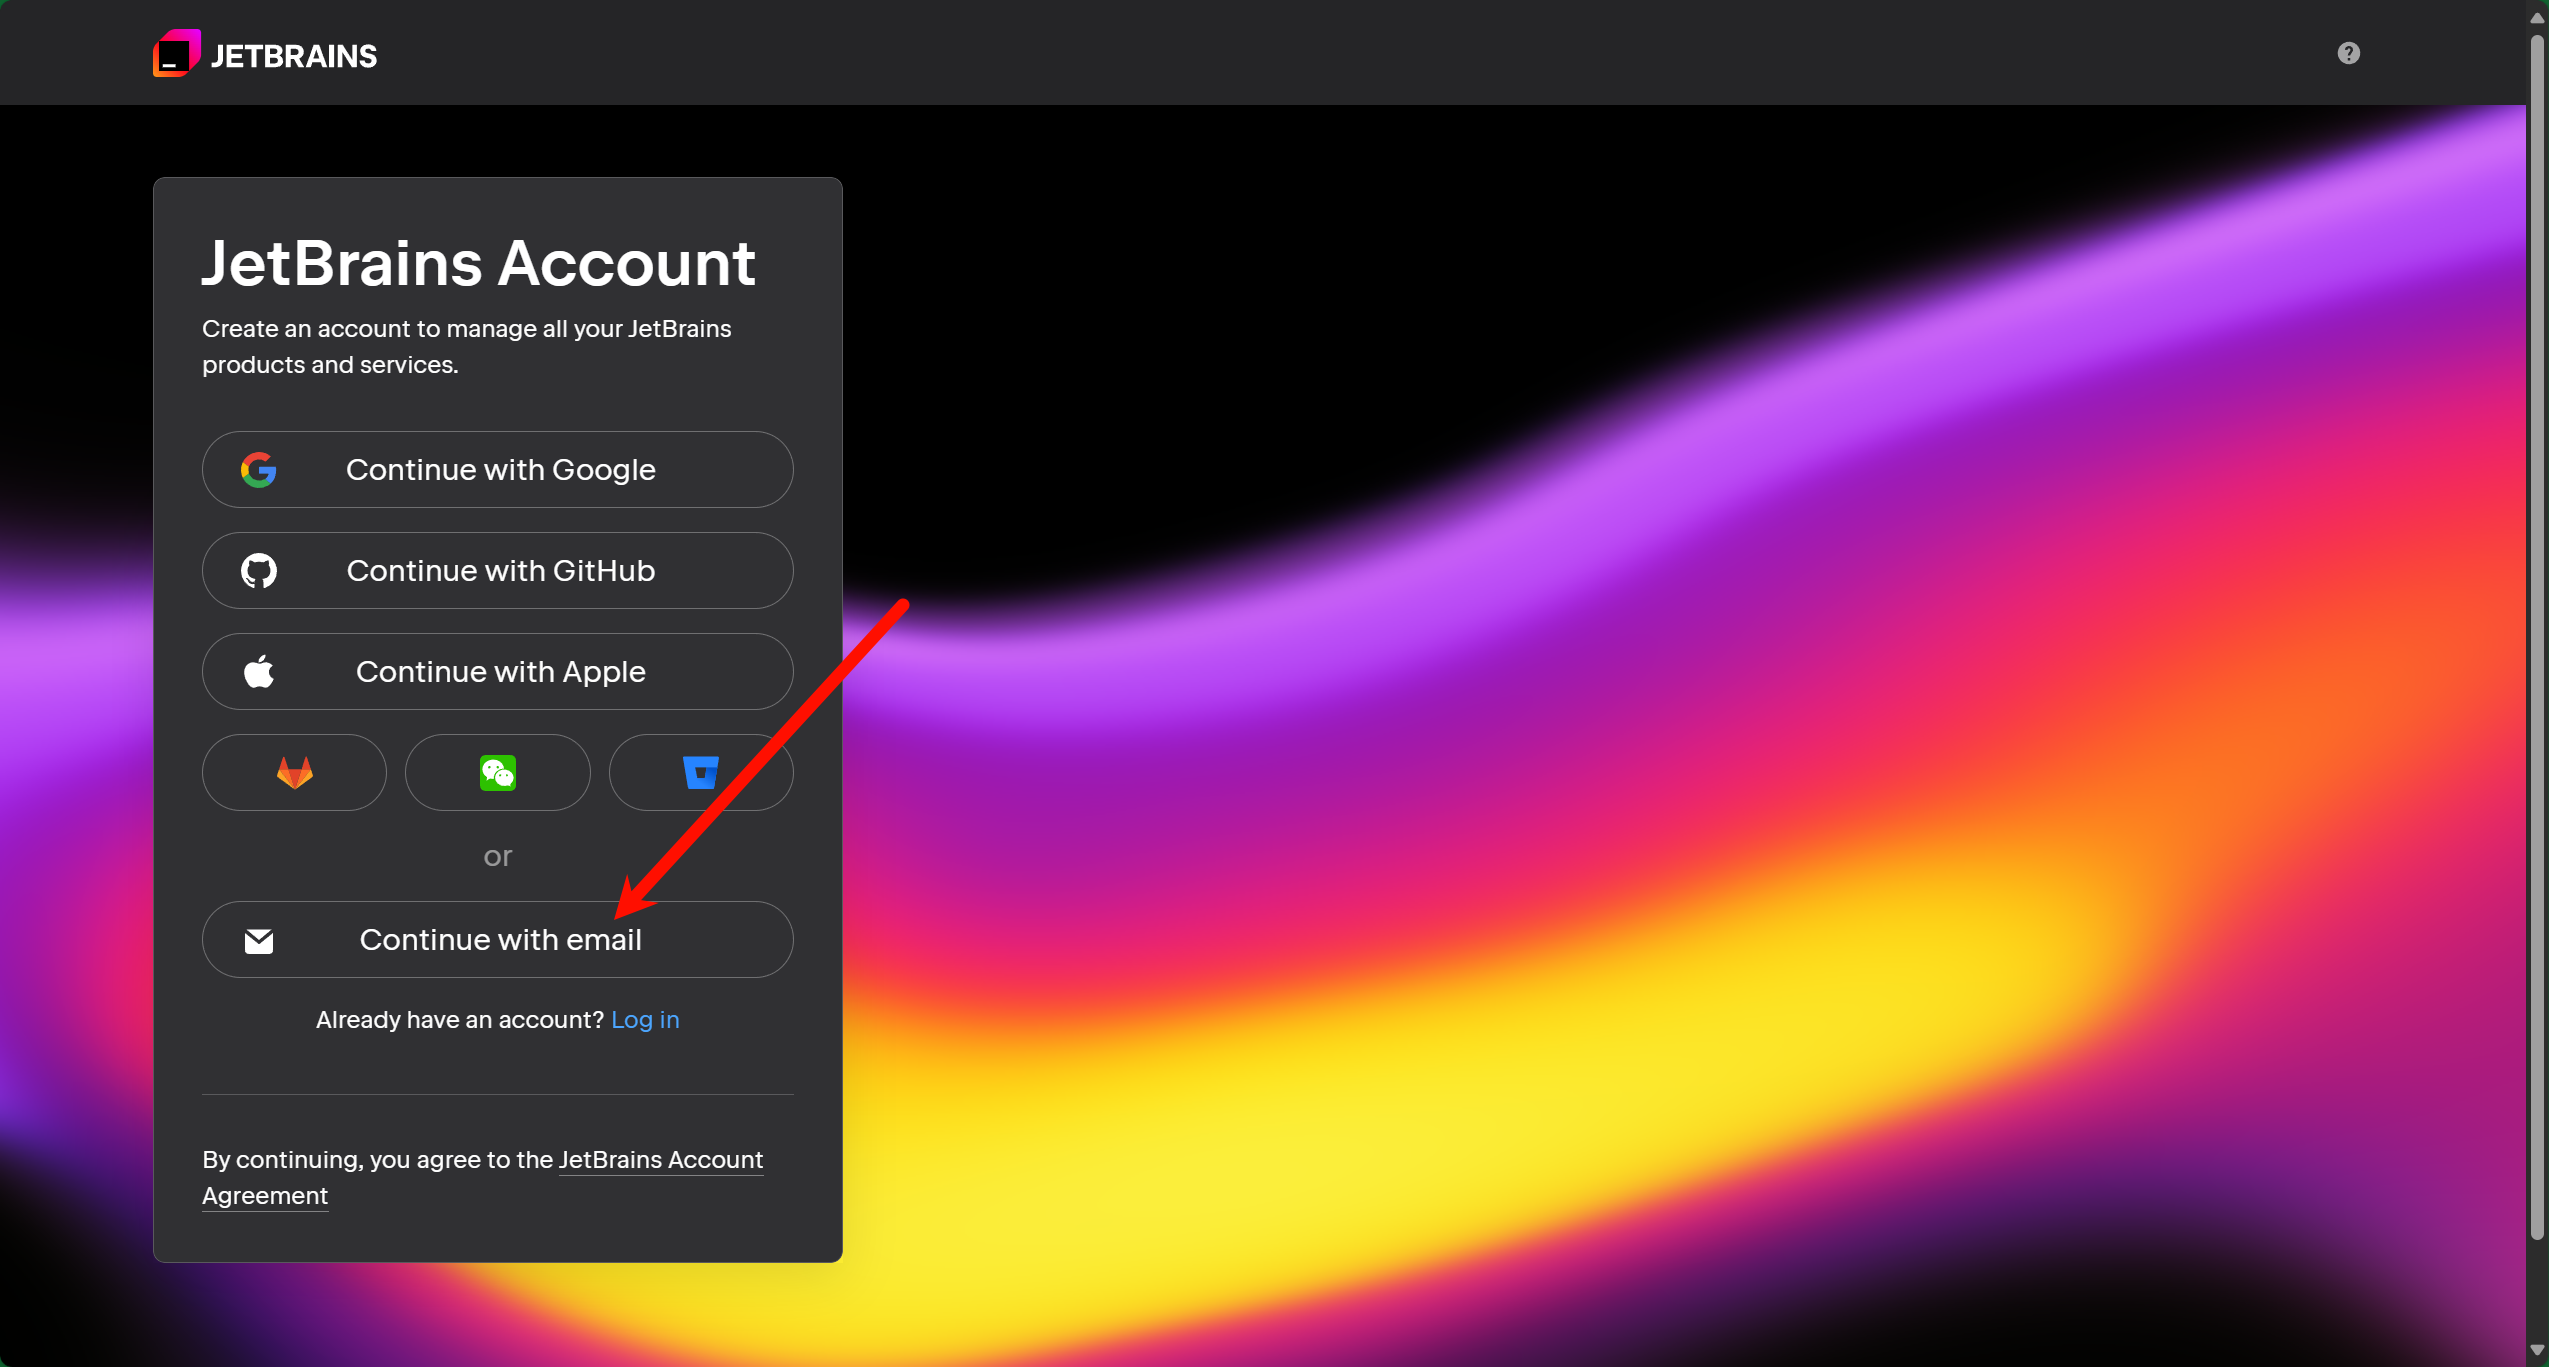 JETBRAINS
JetBrains Account
Create an account to manage all your JetBrains
products and services.
Continue with Google
Continue with GitHub
Continue with Apple
or
Continue with email
Already have an account? Log in
By continuing, you agree to the JetBrains Account
Agreement